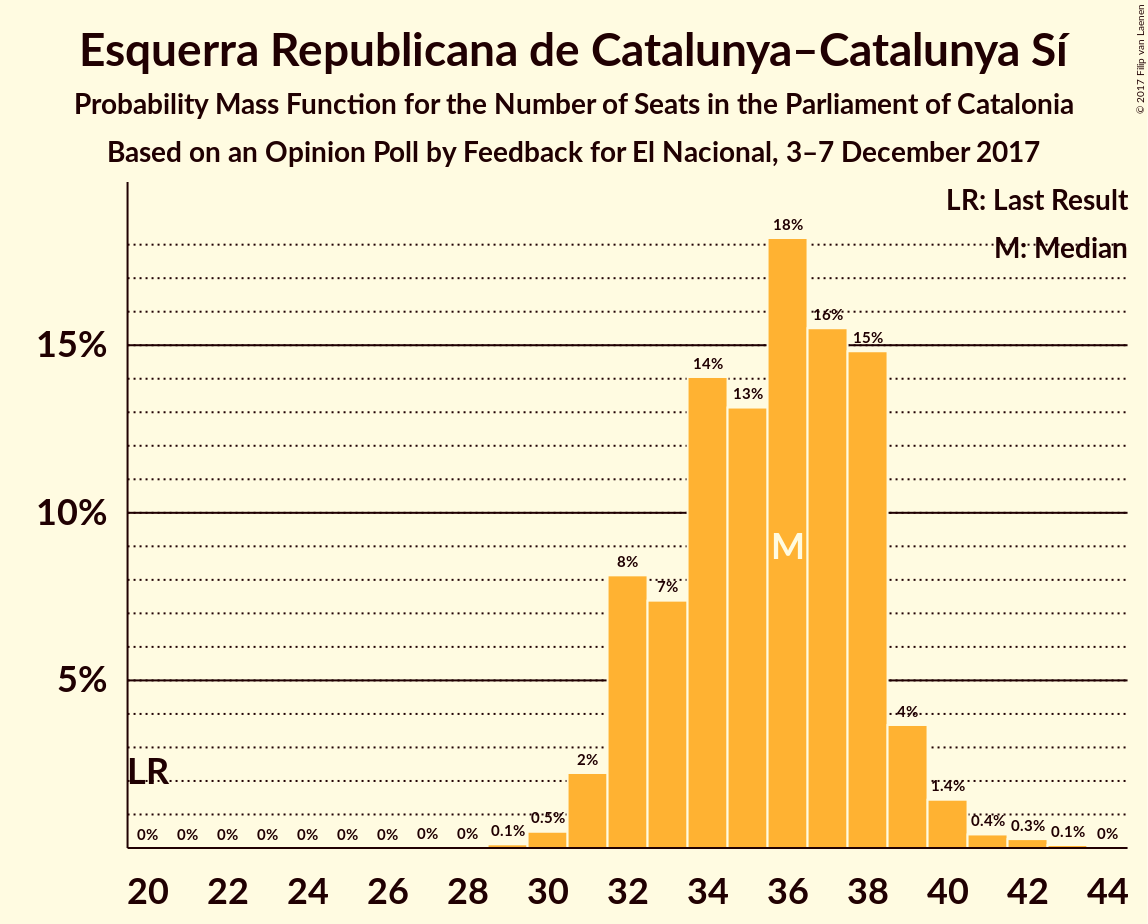 Esquerra Republicana de Catalunya–Catalunya Sí
Probability Mass Function for the Number of Seats in the Parliament of Catalonia
Based on an Opinion Poll by Feedback for El Nacional, 3–7 December 2017
© 2017 Filip van Laenen
LR: Last Result
M: Median
15%
10%
5%
LR
M
0% 0% 0% 0% 0% 0% 0% 0% 0% 0.1% 0.5% 2% 8% 7% 14% 13% 18% 16% 15% 4% 1.4% 0.4% 0.3% 0.1% 0%
20 22 24 26 28 30 32 34 36 38 40 42 44